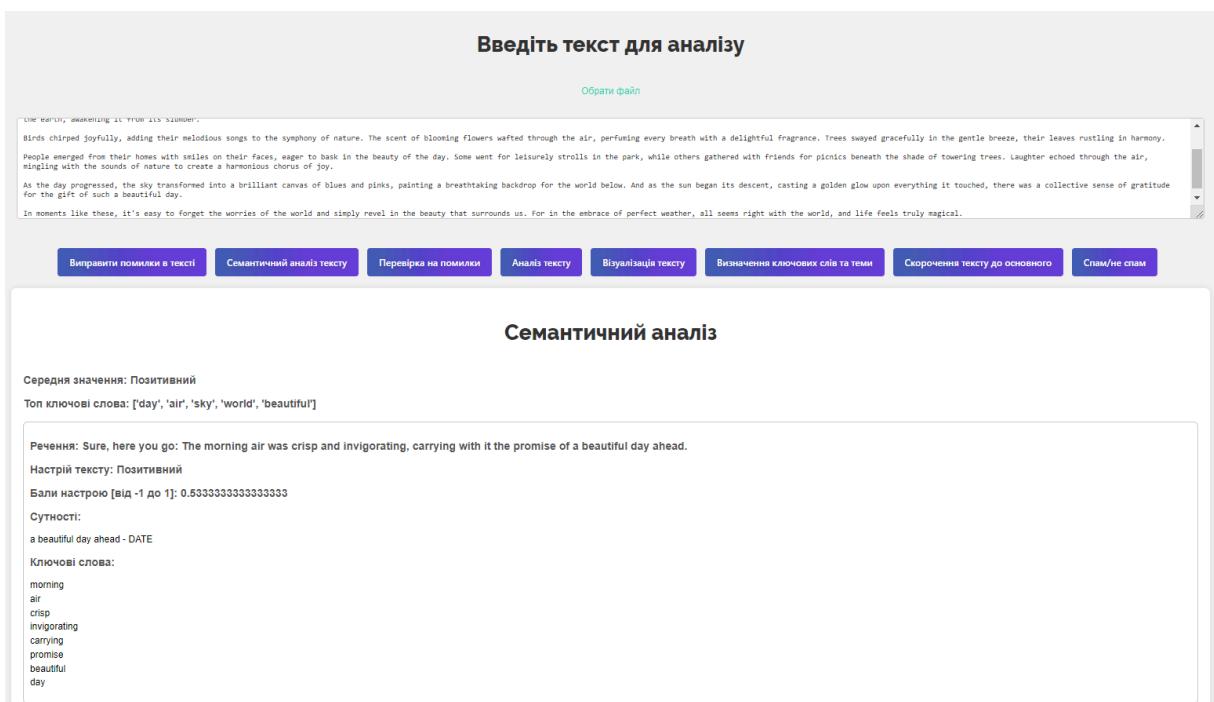 Введіть текст для аналізу
Обрати файл
the earth, awakening it from its slumber.
Birds chirped joyfully, adding their melodious songs to the symphony of nature. The scent of blooming flowers wafted through the air, perfuming every breath with a delightful fragrance. Trees swayed gracefully in the gentle breeze, their leaves rustling in harmony.
People emerged from their homes with smiles on their faces, eager to bask in the beauty of the day. Some went for leisurely strolls in the park, while others gathered with friends for picnics beneath the shade of towering trees. Laughter echoed through the air,
mingling with the sounds of nature to create a harmonious chorus of joy.
As the day progressed, the sky transformed into a brilliant canvas of blues and pinks, painting a breathtaking backdrop for the world below. And as the sun began its descent, casting a golden glow upon everything it touched, there was a collective sense of gratitude
for the gift of such a beautiful day.
In moments like these, it's easy to forget the worries of the world and simply revel in the beauty that surrounds us. For in the embrace of perfect weather, all seems right with the world, and life feels truly magical.
Виправити помилки в тексті Семантичний аналіз тексту Перевірка на помилки Аналіз тексту Візуалізація тексту Визначення ключових слів та теми Скорочення тексту до основного Спам/не спам
Семантичний аналіз
Середня значення: Позитивний
Топ ключові слова: ['day', 'air', 'sky', 'world', 'beautiful']
Речення: Sure, here you go: The morning air was crisp and invigorating, carrying with it the promise of a beautiful day ahead.
Настрій тексту: Позитивний
Бали настрою [від -1 до 1]: 0.5333333333333333
Сутності:
a beautiful day ahead - DATE
Ключові слова:
morning
air
crisp
invigorating
carrying
promise
beautiful
day